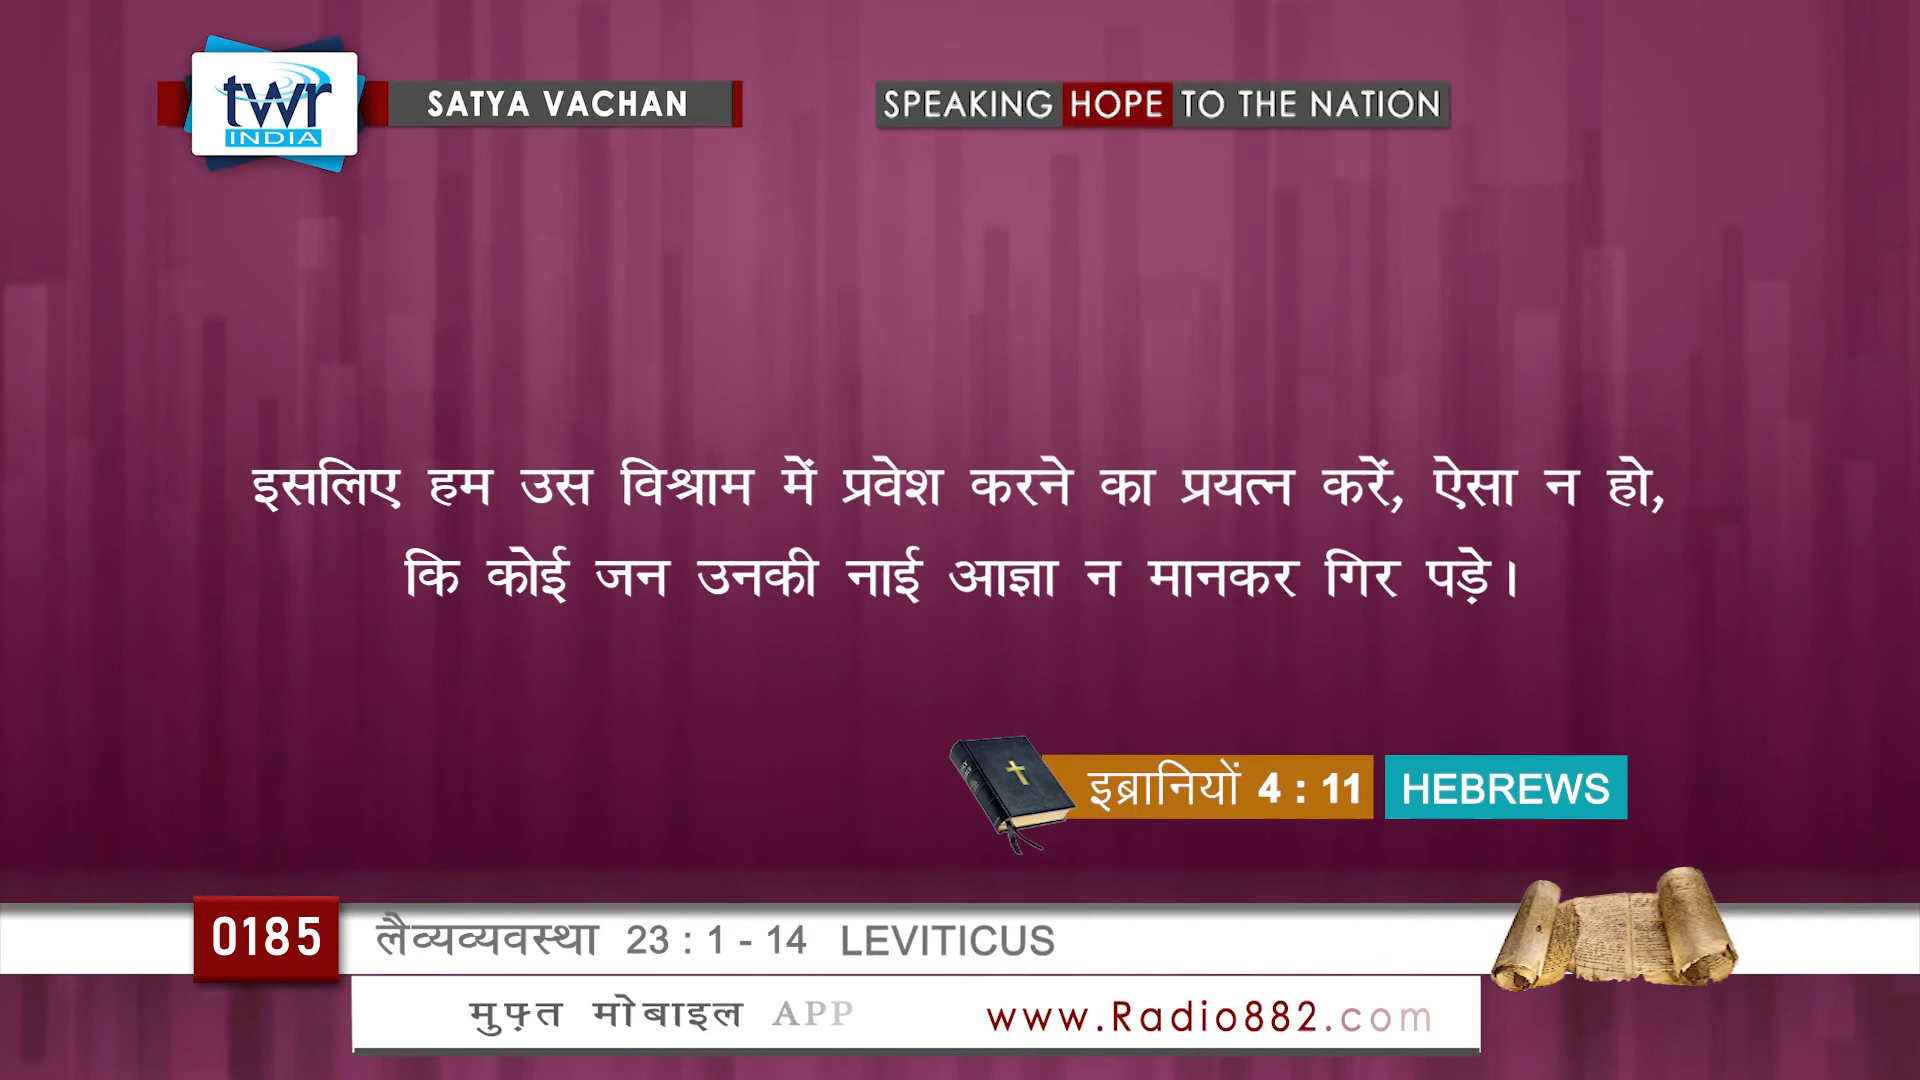 twr
INDIA
SATYA VACHAN
SPEAKING HOPE TO THE NATION
इसलिए हम उस विश्राम में प्रवेश करने का प्रयत्न करें, ऐसा न हो,
कि कोई जन उनकी नाई आज्ञा न मानकर गिर पड़े।
इब्रानियों 4 : 11 HEBREWS
0185 लैव्यव्यवस्था 23 : 1 - 14 LEVITICUS
मुफ़्त मोबाइल APP www.Radio882.com